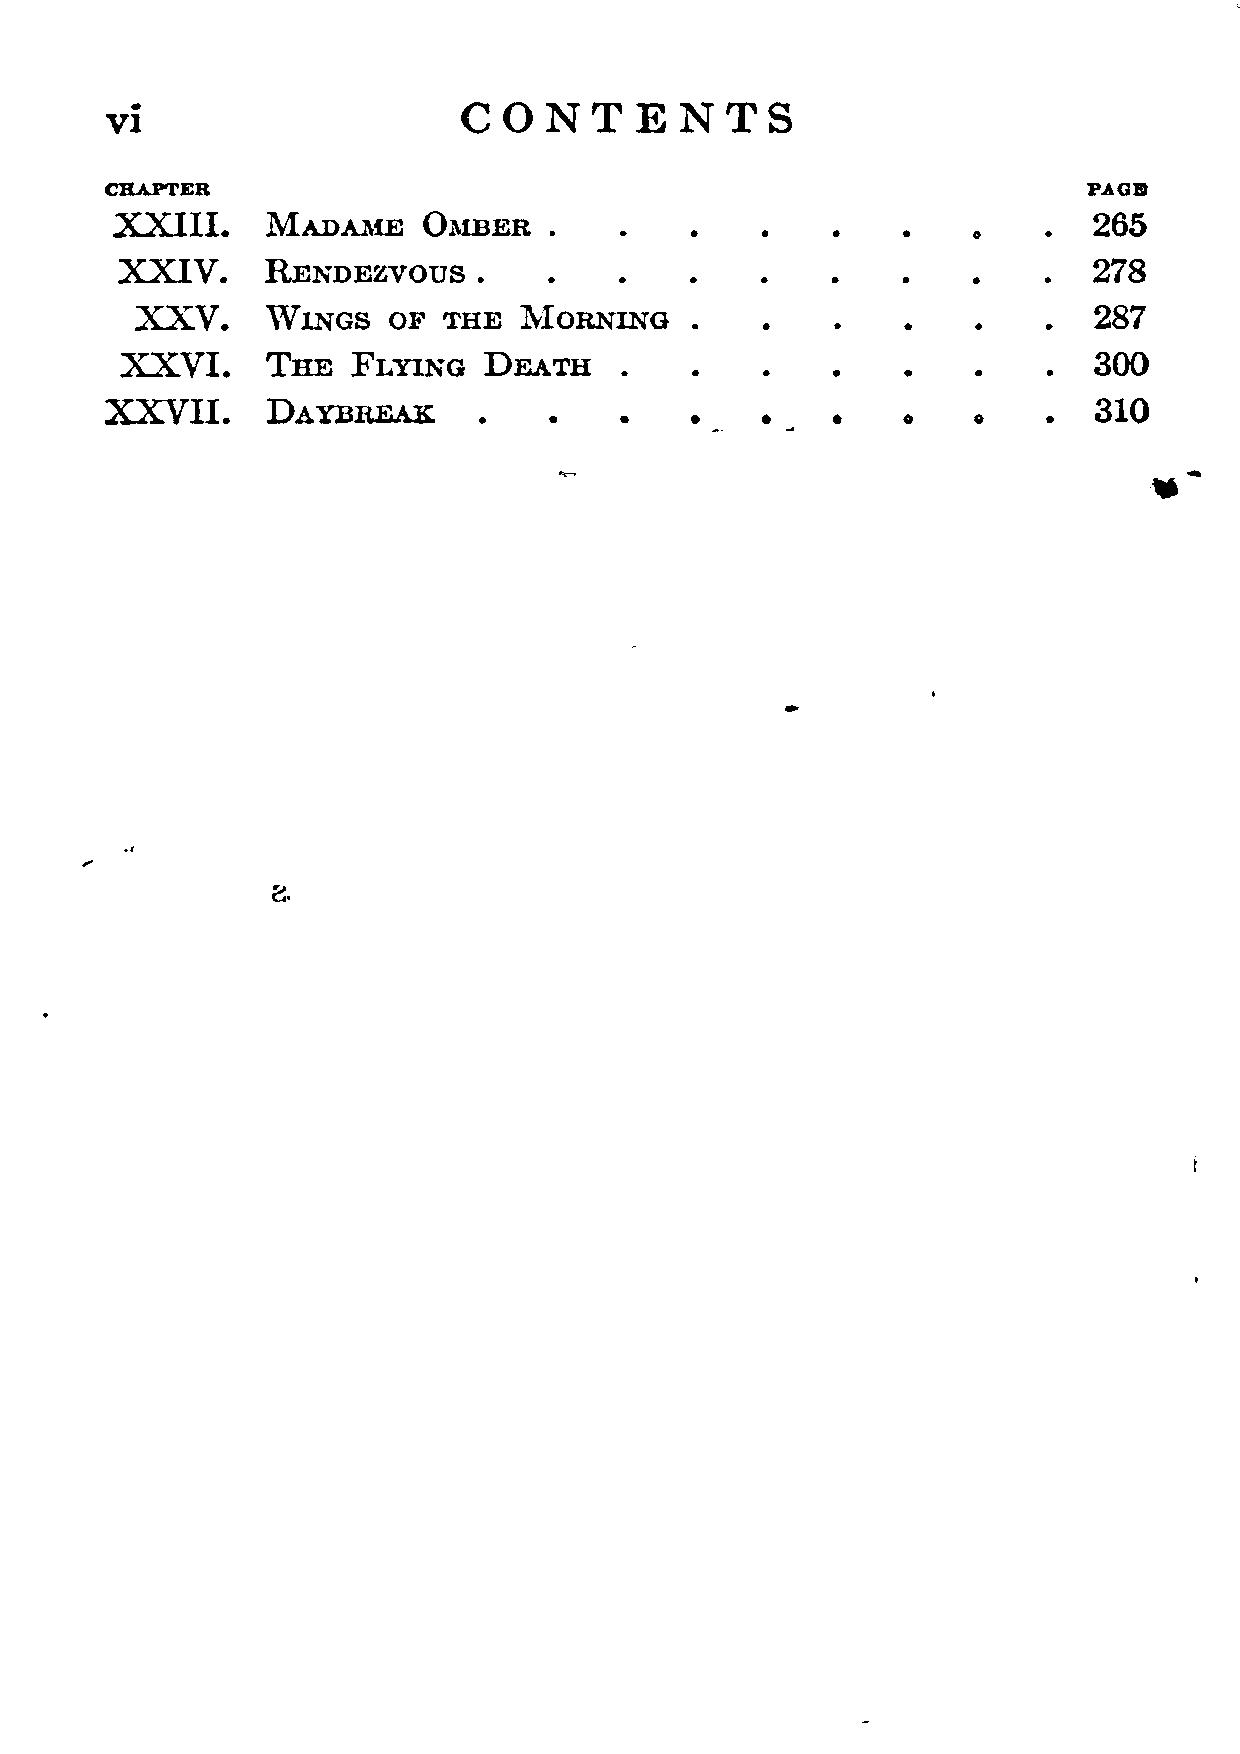 vi CONTENTS
CHAPTER PAGE
XXIII. MADAME OMBER . . . . . . . . 265
XXIV. RENDEZVOUS . . . . . . . . . 278
XXV. WINGS OF THE MORNING . . . . . . 287
XXVI. THE FLYING DEATH . . . . . . . 300
XXVII. DAYBREAK . . . . . . . . . 310